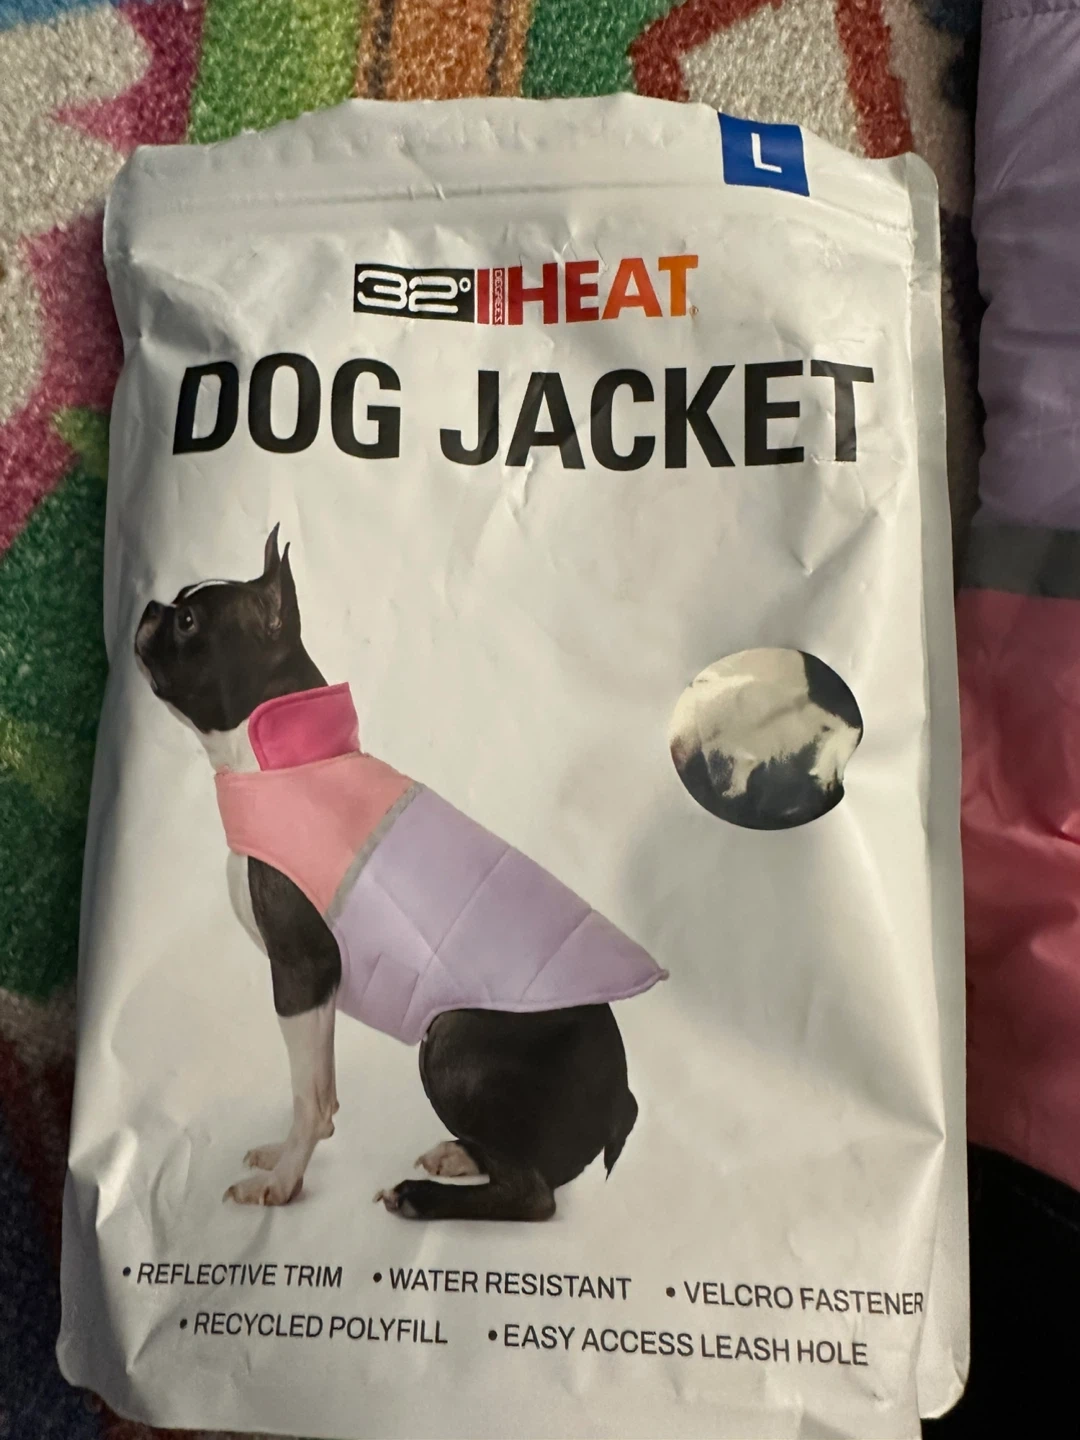 L
32° DEGREES HEAT®
DOG JACKET
• REFLECTIVE TRIM • WATER RESISTANT • VELCRO FASTENER
• RECYCLED POLYFILL • EASY ACCESS LEASH HOLE